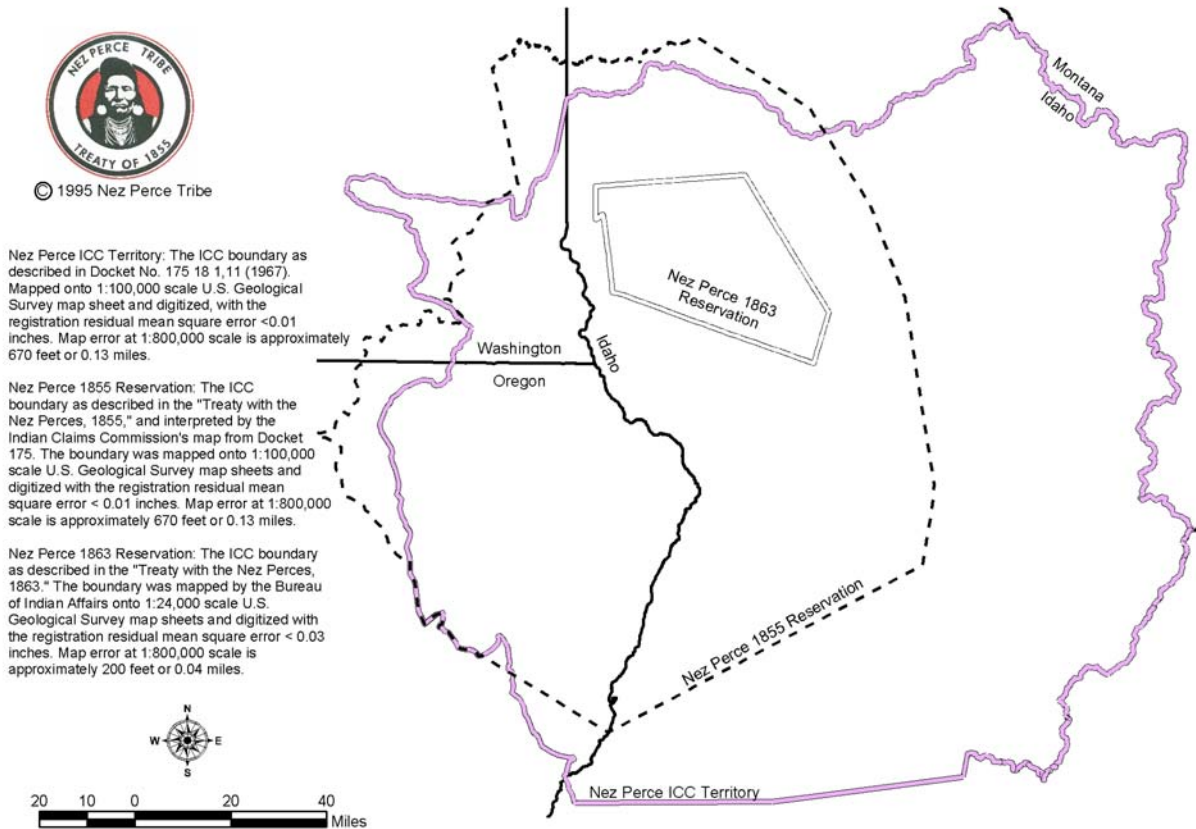 NEZ PERCE TRIBE
TREATY OF 1855
© 1995 Nez Perce Tribe
Nez Perce ICC Territory: The ICC boundary as
described in Docket No. 175 18 1,11 (1967).
Mapped onto 1:100,000 scale U.S. Geological
Survey map sheet and digitized, with the
registration residual mean square error <0.01
inches. Map error at 1:800,000 scale is approximately
670 feet or 0.13 miles.
Nez Perce 1855 Reservation: The ICC
boundary as described in the "Treaty with the
Nez Perces, 1855," and interpreted by the
Indian Claims Commission's map from Docket
175. The boundary was mapped onto 1:100,000
scale U.S. Geological Survey map sheets and
digitized with the registration residual mean
square error < 0.01 inches. Map error at 1:800,000
scale is approximately 670 feet or 0.13 miles.
Nez Perce 1863 Reservation: The ICC boundary
as described in the "Treaty with the Nez Perces,
1863." The boundary was mapped by the Bureau
of Indian Affairs onto 1:24,000 scale U.S.
Geological Survey map sheets and digitized with
the registration residual mean square error < 0.03
inches. Map error at 1:800,000 scale is
approximately 200 feet or 0.04 miles.
N
W E
S
20 10 0 20 40
Miles
Montana
Idaho
Nez Perce 1863
Reservation
Washington
Oregon
Idaho
Nez Perce 1855 Reservation
Nez Perce ICC Territory